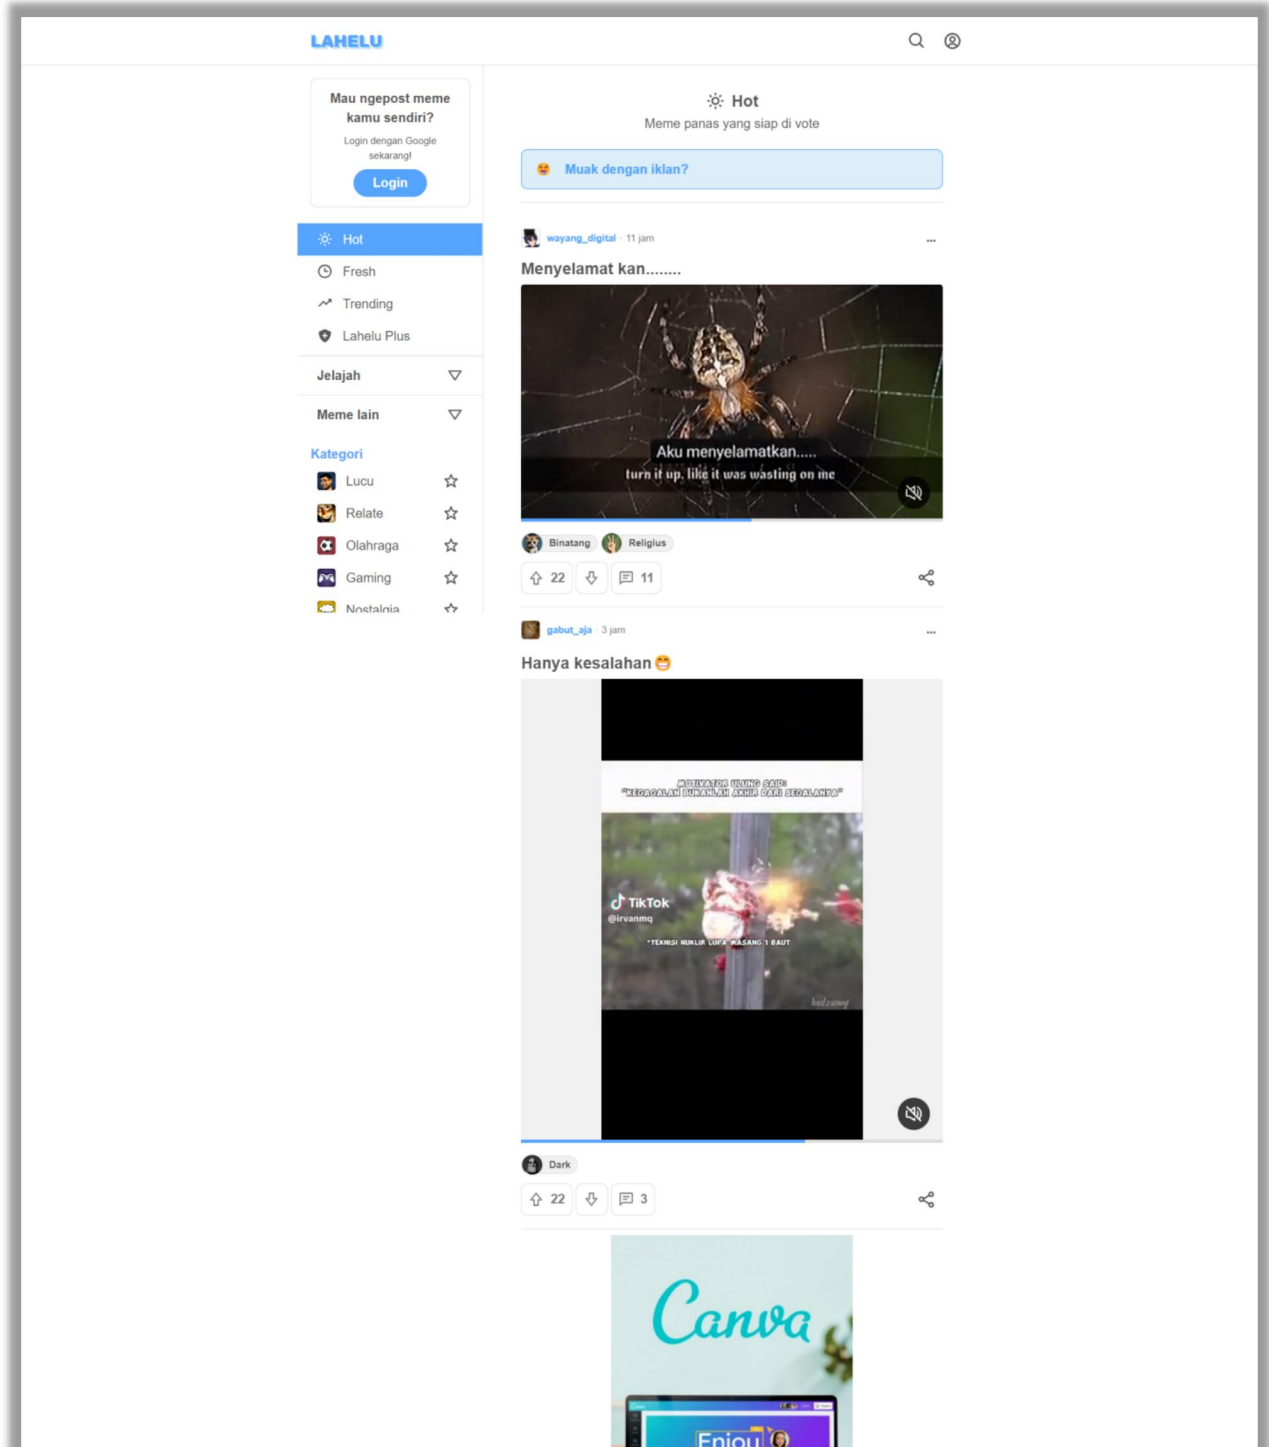 LAHELU
Mau ngepost meme
kamu sendiri?
Login dengan Google
sekarang!
Login
Hot
Fresh
Trending
Lahelu Plus
Jelajah
Meme lain
Kategori
Lucu
Relate
Olahraga
Gaming
Nostalgia
Hot
Meme panas yang siap di vote
Muak dengan iklan?
wayang_digital · 11 jam
Menyelamat kan........
Aku menyelamatkan.....
turn it up. like it was wasting on me
Binatang
Religius
22
11
gabut_aja · 3 jam
Hanya kesalahan
MOTIVATOR ULUNG SAID:
"KEGAGALAN BUKANLAH AKHIR DARI SEGALANYA"
TikTok
@irvanmq
*TEKNISI NUKLIR LUPA MASANG 1 BAUT
Dark
22
3
Canva
Enjoy